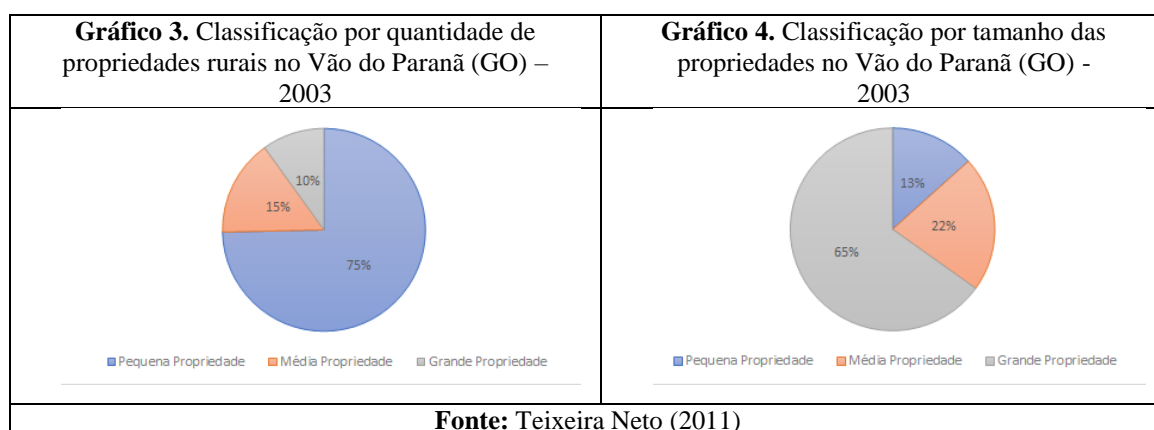 Gráfico 3. Classificação por quantidade de
propriedades rurais no Vão do Paranã (GO) –
2003
10%
15%
75%
Pequena Propriedade Média Propriedade Grande Propriedade
Gráfico 4. Classificação por tamanho das
propriedades no Vão do Paranã (GO) -
2003
13%
22%
65%
Pequena Propriedade Média Propriedade Grande Propriedade
Fonte: Teixeira Neto (2011)